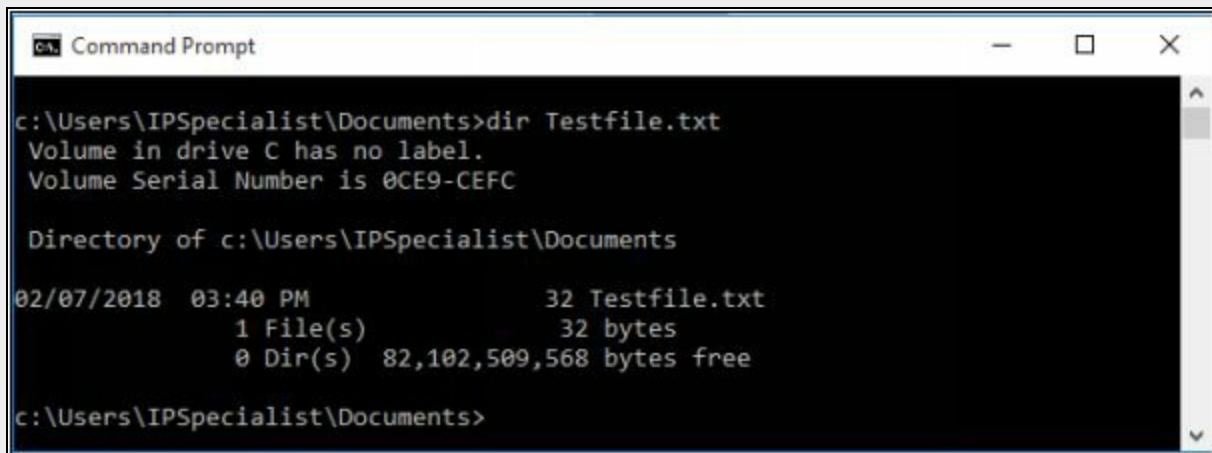 Command Prompt
c:\Users\IPSpecialist\Documents>dir Testfile.txt
Volume in drive C has no label.
Volume Serial Number is 0CE9-CEFC
Directory of c:\Users\IPSpecialist\Documents
02/07/2018 03:40 PM 32 Testfile.txt
1 File(s) 32 bytes
0 Dir(s) 82,102,509,568 bytes free
c:\Users\IPSpecialist\Documents>